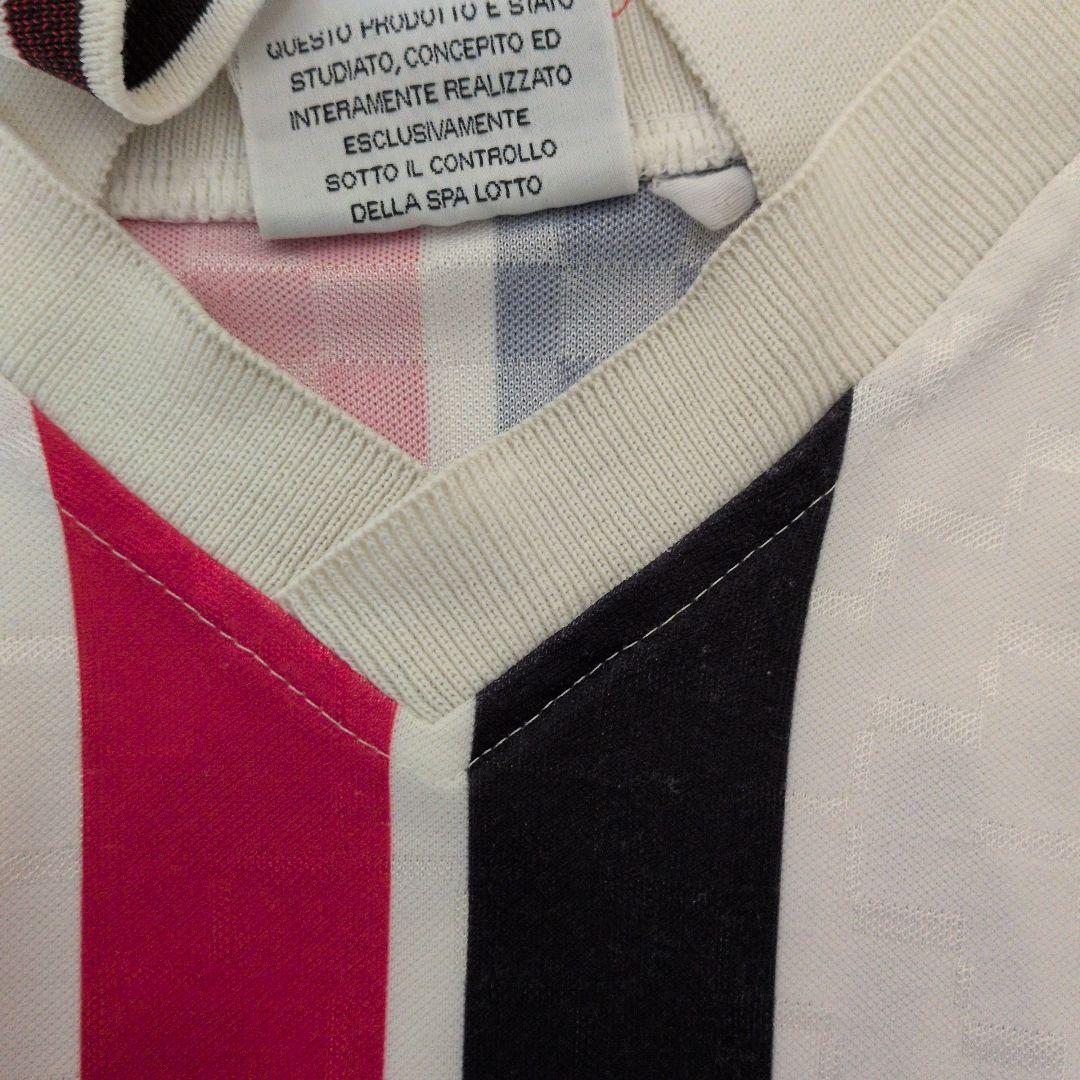 QUESTO PRODOTTO E STATO
STUDIATO, CONCEPITO ED
INTERAMENTE REALIZZATO
ESCLUSIVAMENTE
SOTTO IL CONTROLLO
DELLA SPA LOTTO